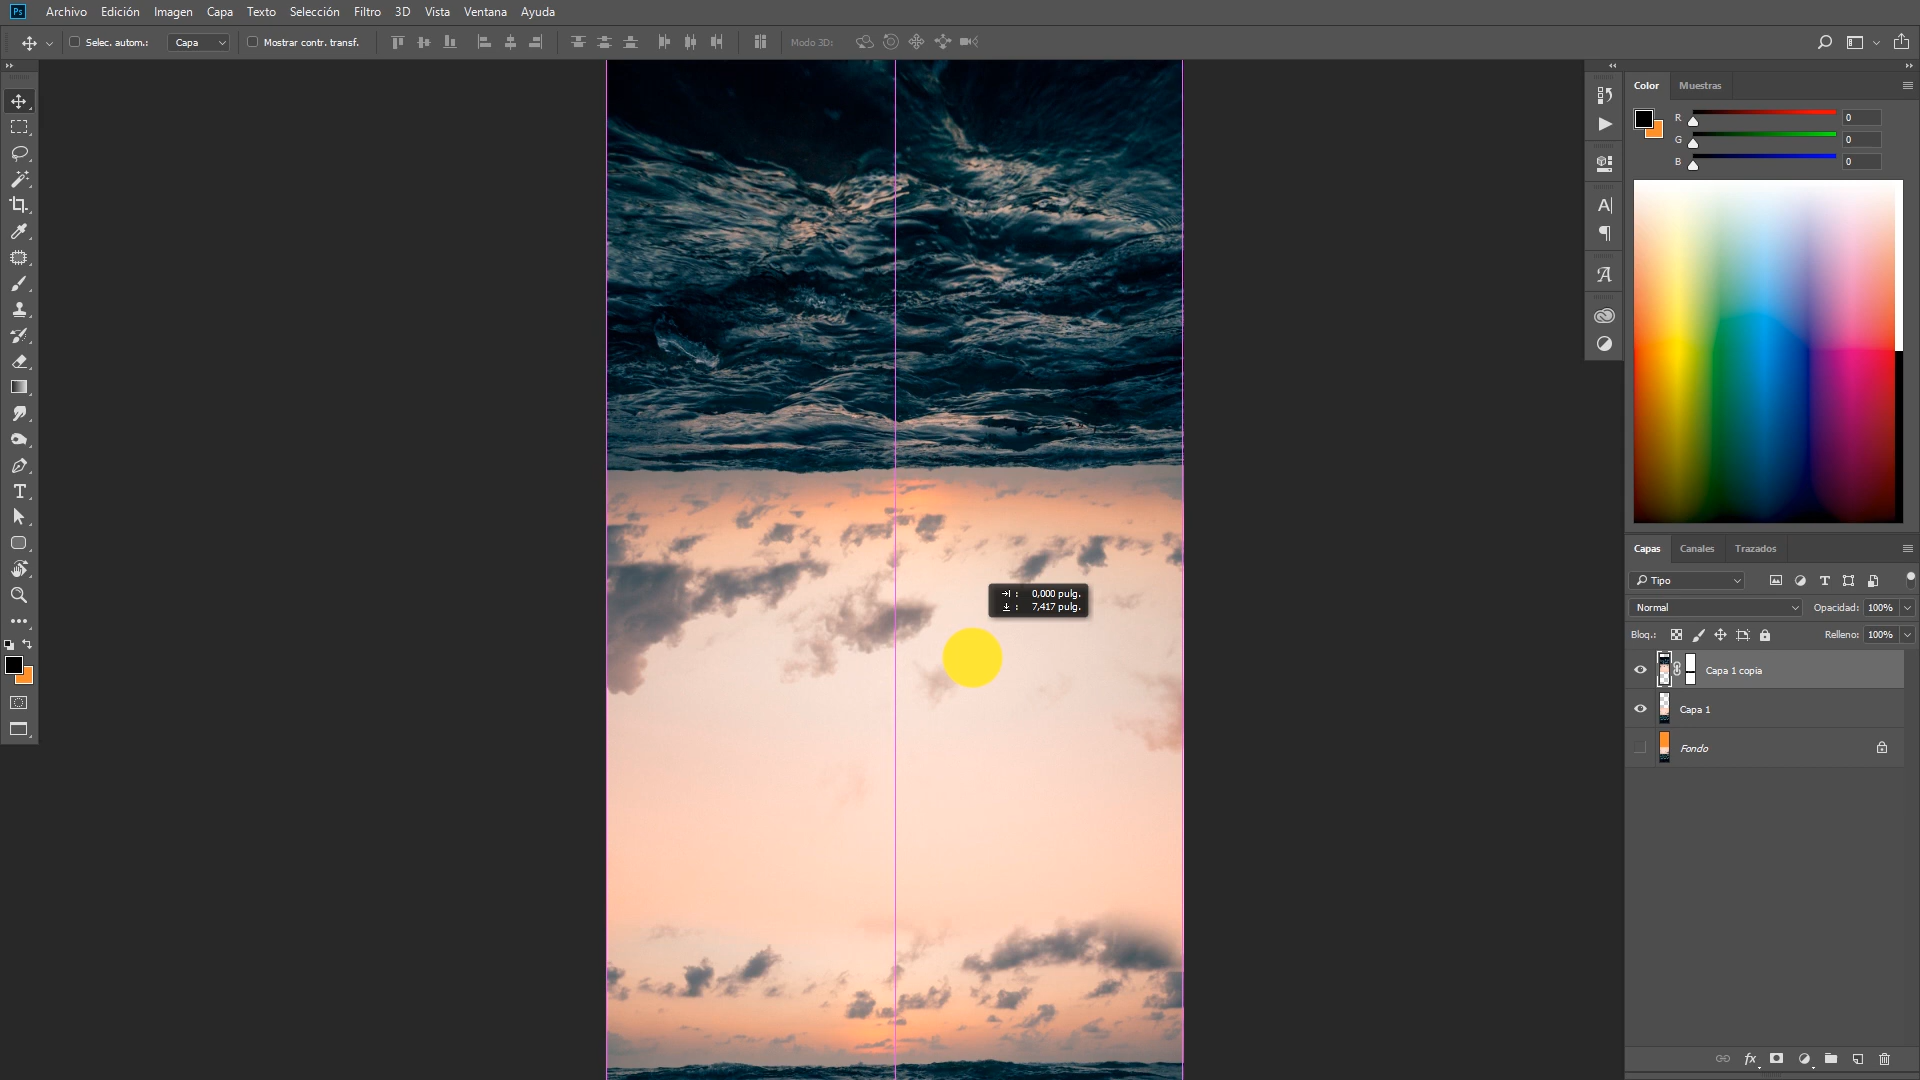 Ps Archivo Edición Imagen Capa Texto Selección Filtro 3D Vista Ventana Ayuda
Selec. autom.: Capa Mostrar contr. transf. Modo 3D:
Color Muestras
R 0
G 0
B 0
0,000 pulg.
7,417 pulg.
Capas Canales Trazados
Tipo
Normal Opacidad: 100%
Bloq.: Relleno: 100%
Capa 1 copia
Capa 1
Fondo
fx